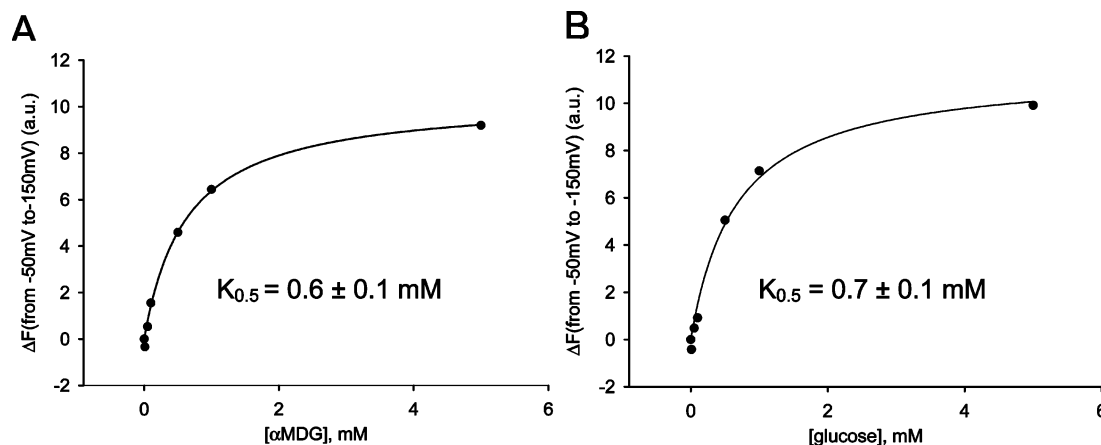 A
ΔF(from -50mV to-150mV) (a.u.)
12
10
8
6
4
2
0
-2
K0.5 = 0.6 ± 0.1 mM
0 2 4 6
[αMDG], mM
B
ΔF(from -50mV to -150mV) (a.u.)
12
10
8
6
4
2
0
-2
K0.5 = 0.7 ± 0.1 mM
0 2 4 6
[glucose], mM